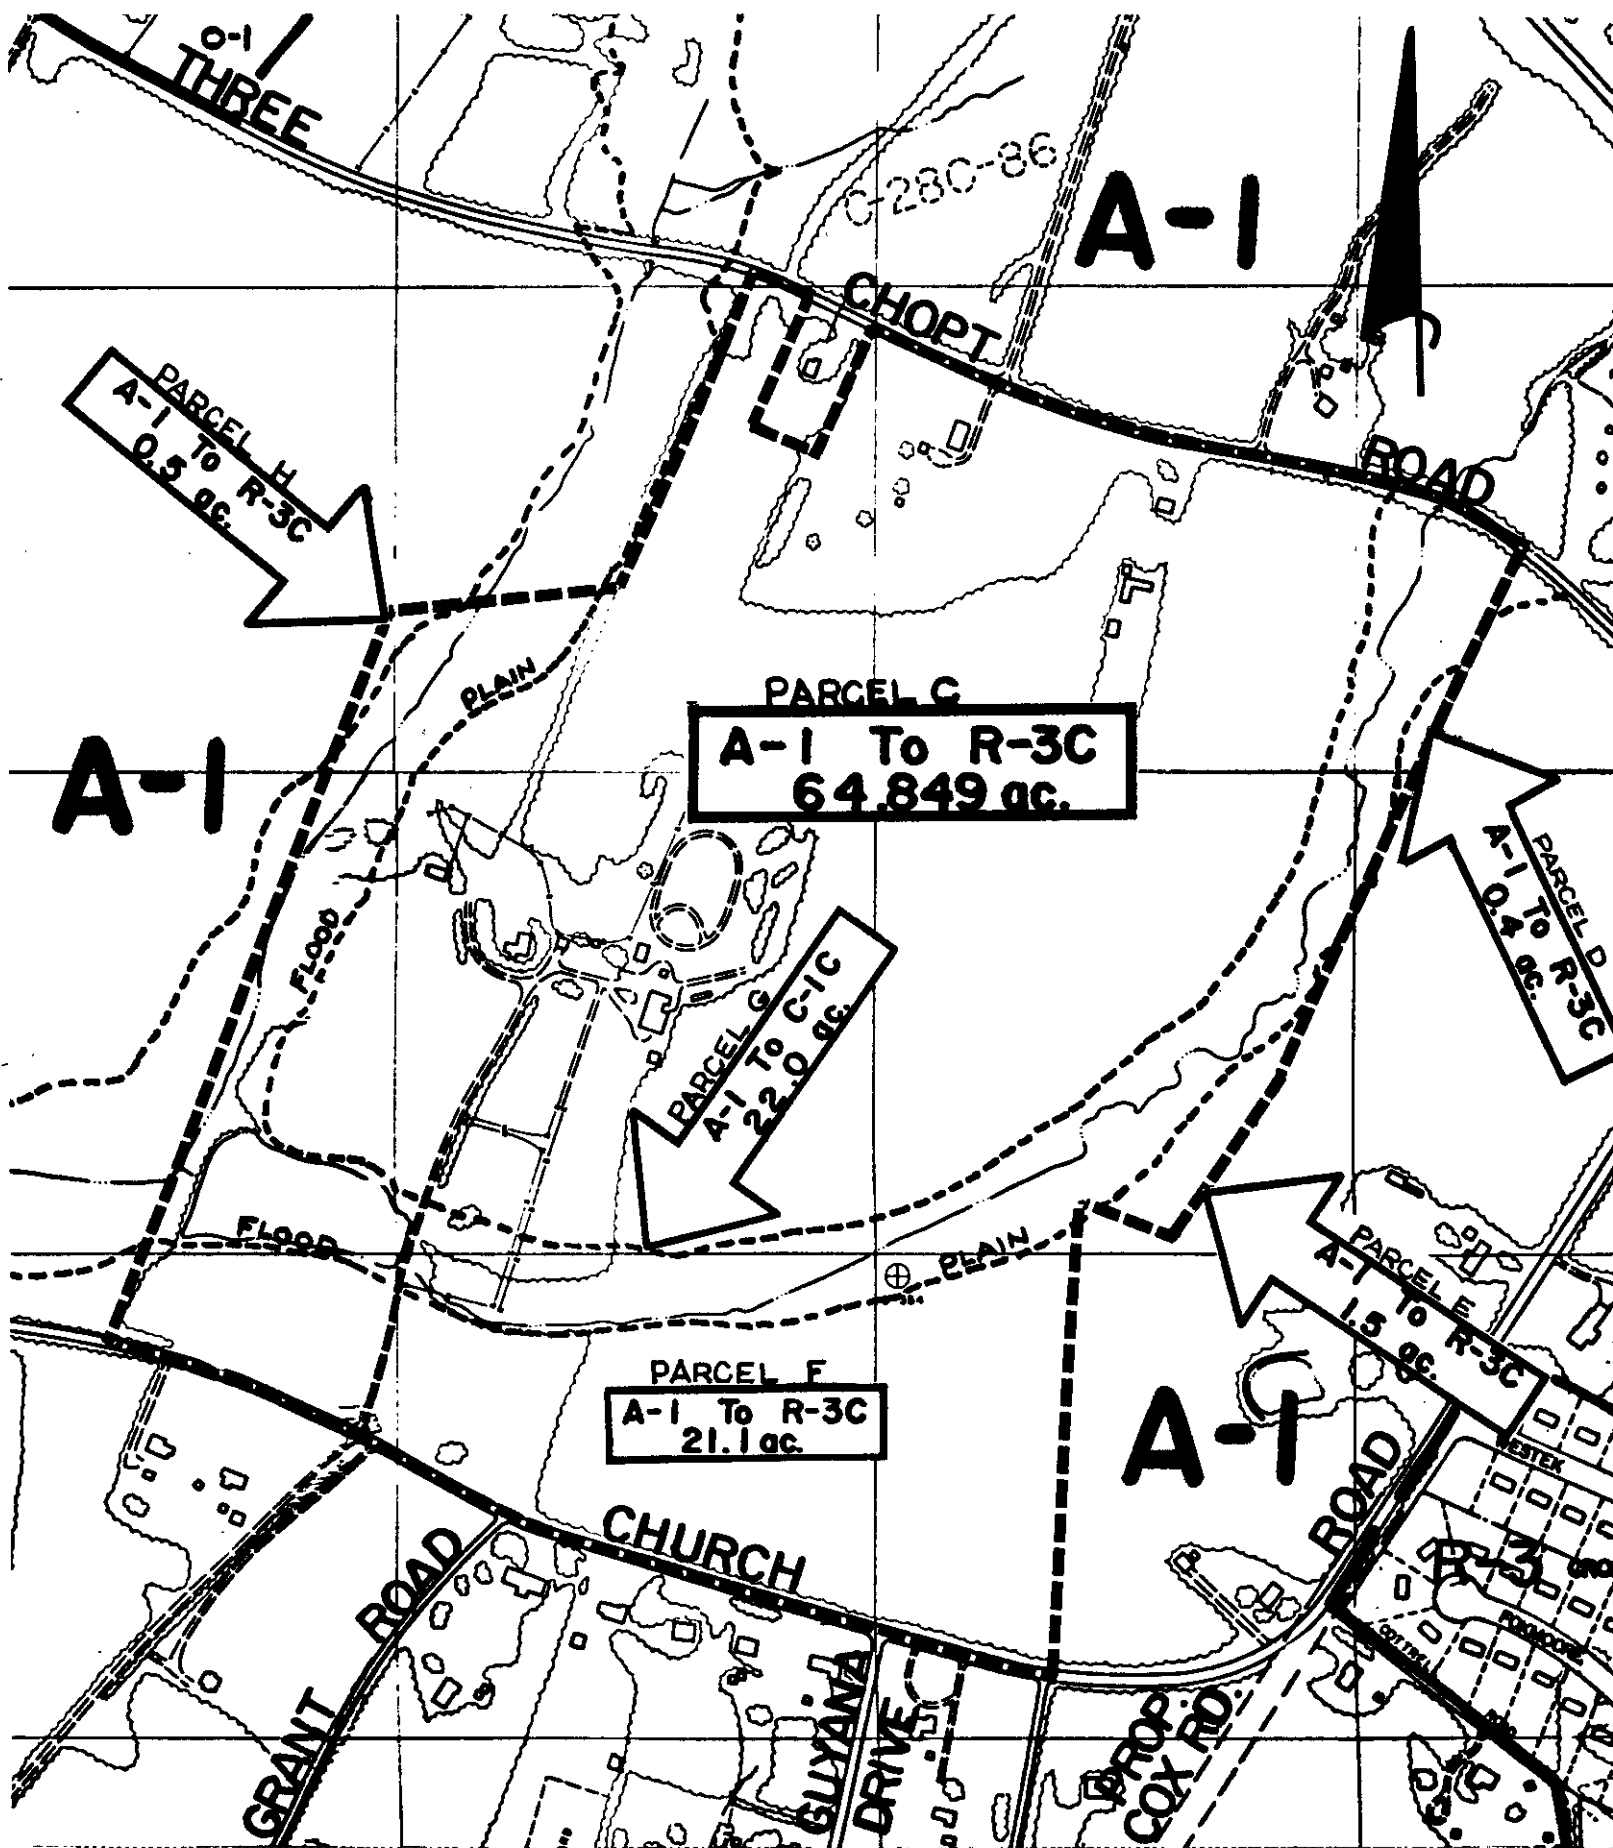 O-1
THREE
C-28C-86
A-1
CHOPT
ROAD
PARCEL H
A-1 To R-3C
0.5 ac.
PLAIN
PARCEL C
A-1 To R-3C
64.849 ac.
A-1
FLOOD
PARCEL D
A-1 To R-3C
0.4 ac.
PARCEL G
A-1 To C-1C
22.0 ac.
FLOOD
PLAIN
PARCEL E
A-1 To R-3C
1.5 ac.
PARCEL F
A-1 To R-3C
21.1 ac.
A-1
ROAD
CHURCH
R-3
ROAD
GRANT
GUYANA
DRIVE
PROP.
COX RD.